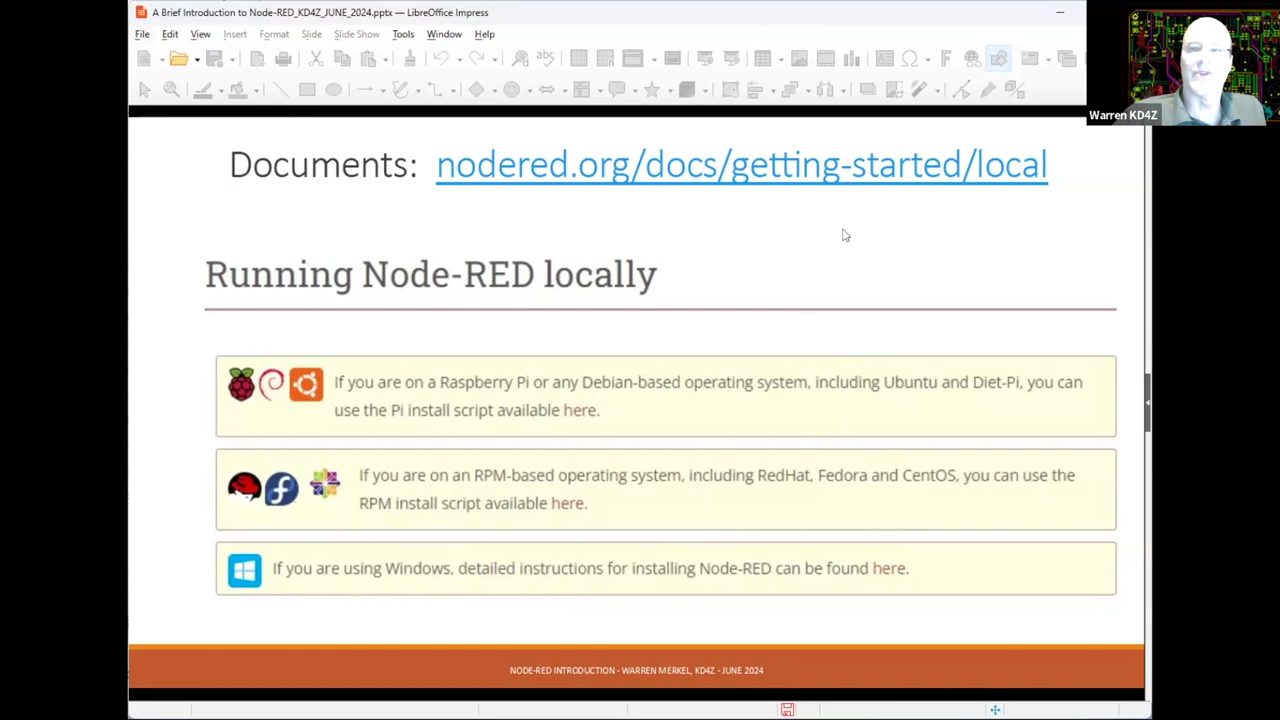 A Brief Introduction to Node-RED_KD4Z_JUNE_2024.pptx — LibreOffice Impress
File Edit View Insert Format Slide Slide Show Tools Window Help
Warren KD4Z
Documents: nodered.org/docs/getting-started/local
Running Node-RED locally
If you are on a Raspberry Pi or any Debian-based operating system, including Ubuntu and Diet-Pi, you can
use the Pi install script available here.
If you are on an RPM-based operating system, including RedHat, Fedora and CentOS, you can use the
RPM install script available here.
If you are using Windows, detailed instructions for installing Node-RED can be found here.
NODE-RED INTRODUCTION - WARREN MERKEL, KD4Z - JUNE 2024